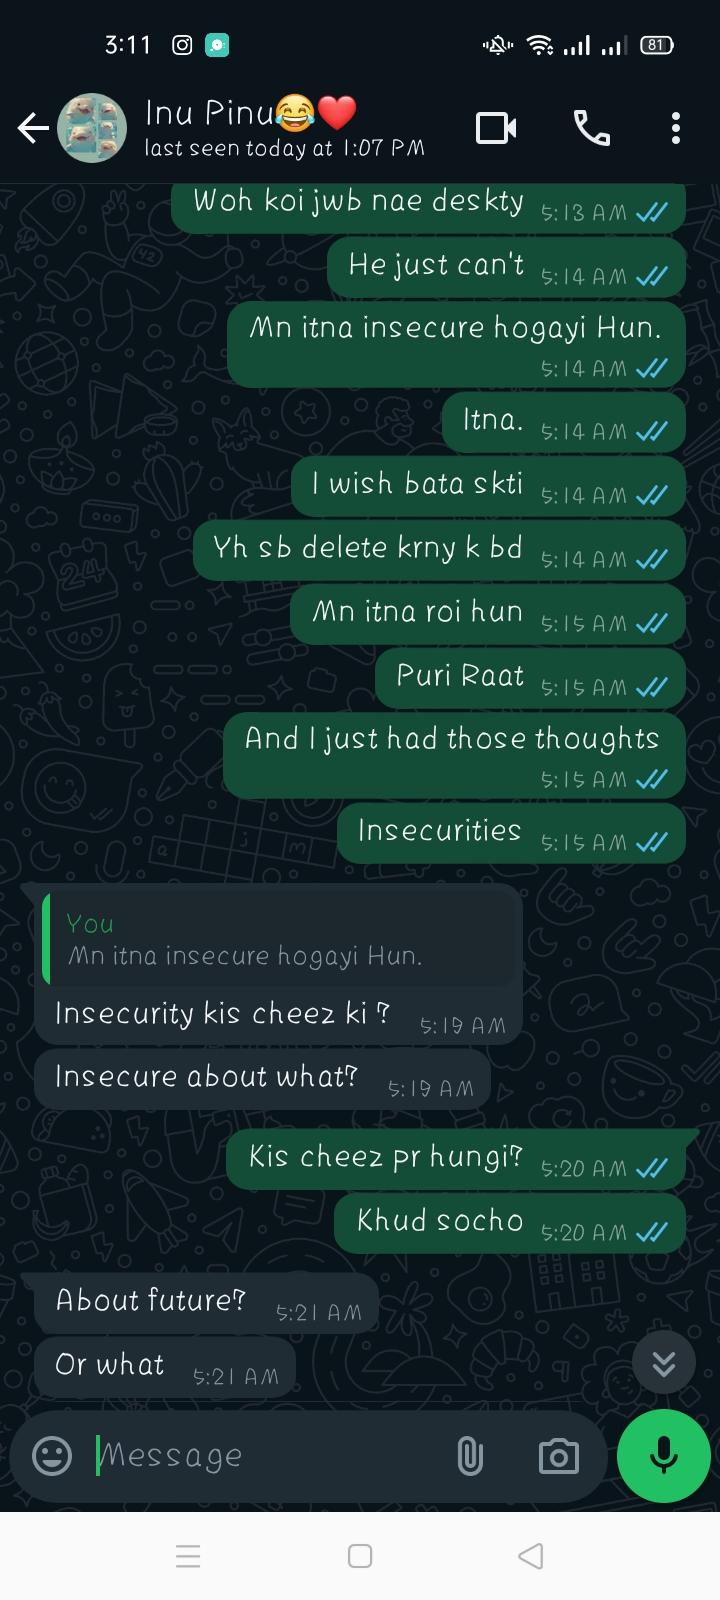 3:11
81
Inu Pinu😂❤️
last seen today at 1:07 PM
Woh koi jwb nae deskty 5:13 AM
He just can't 5:14 AM
Mn itna insecure hogayi Hun.
5:14 AM
Itna. 5:14 AM
I wish bata skti 5:14 AM
Yh sb delete krny k bd 5:14 AM
Mn itna roi hun 5:15 AM
Puri Raat 5:15 AM
And I just had those thoughts
5:15 AM
Insecurities 5:15 AM
You
Mn itna insecure hogayi Hun.
Insecurity kis cheez ki ? 5:19 AM
Insecure about what? 5:19 AM
Kis cheez pr hungi? 5:20 AM
Khud socho 5:20 AM
About future? 5:21 AM
Or what 5:21 AM
Message